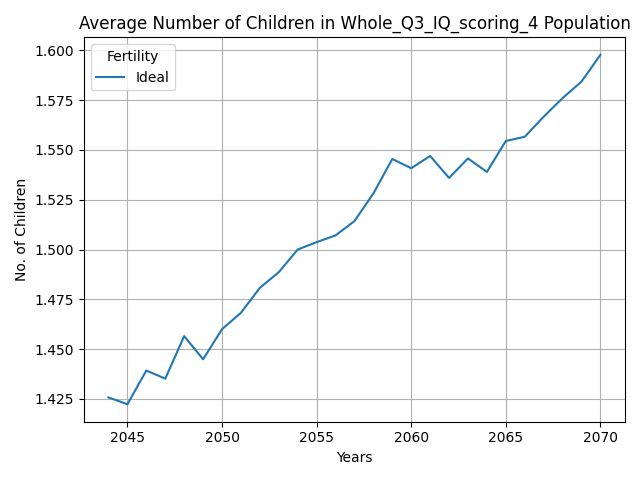 Average Number of Children in Whole_Q3_IQ_scoring_4 Population
Fertility
Ideal
No. of Children
1.600
1.575
1.550
1.525
1.500
1.475
1.450
1.425
2045 2050 2055 2060 2065 2070
Years